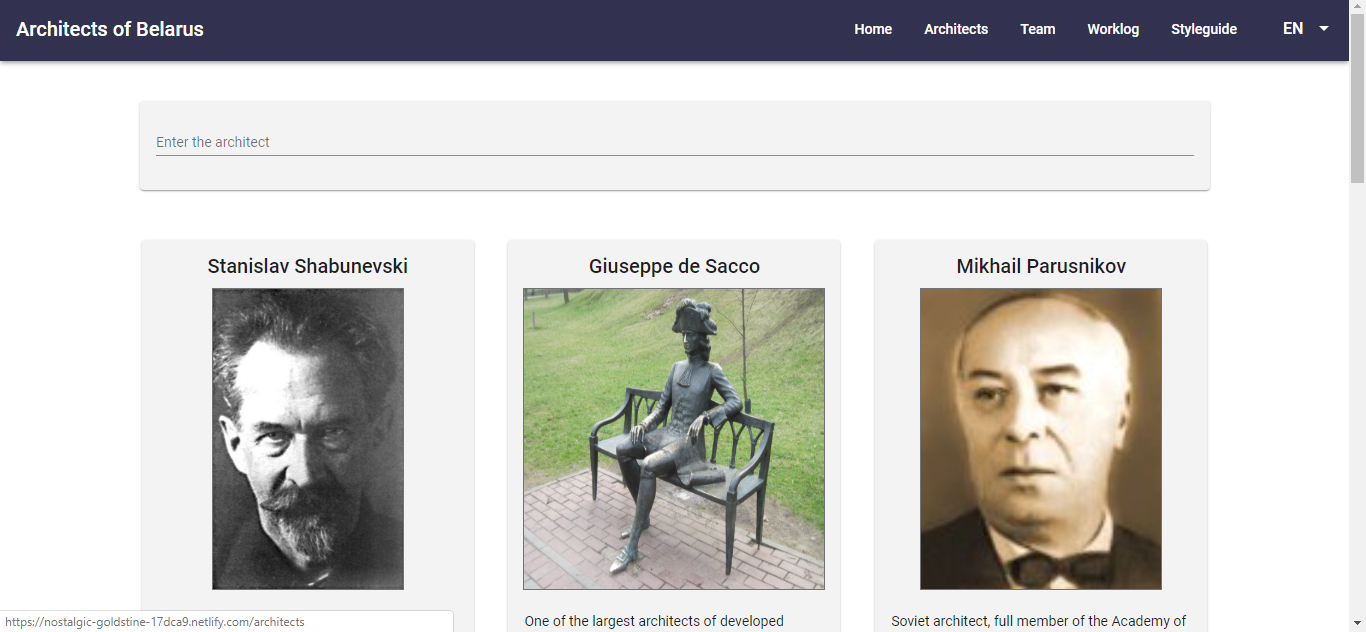 Architects of Belarus
Home Architects Team Worklog Styleguide EN
Enter the architect
Stanislav Shabunevski
Giuseppe de Sacco
Mikhail Parusnikov
One of the largest architects of developed
Soviet architect, full member of the Academy of
https://nostalgic-goldstine-17dca9.netlify.com/architects